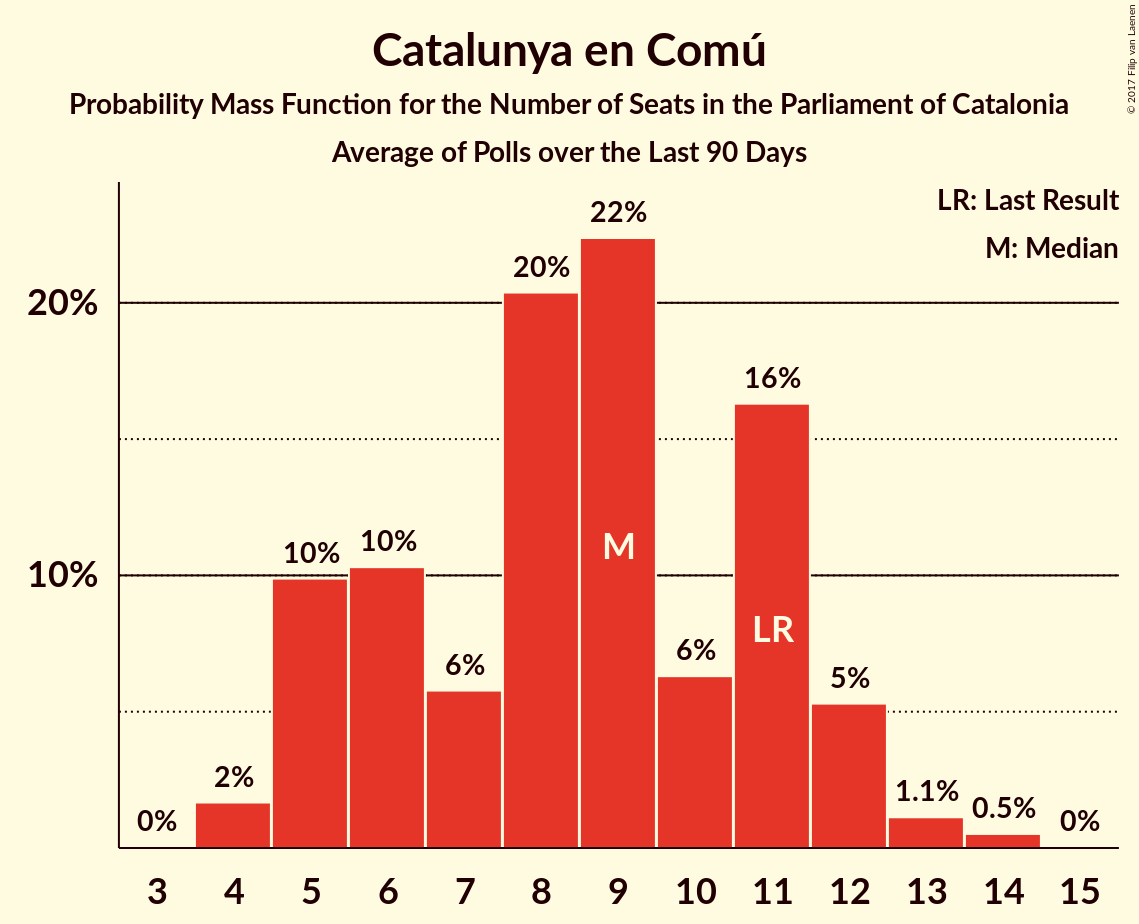 Catalunya en Comú
Probability Mass Function for the Number of Seats in the Parliament of Catalonia
Average of Polls over the Last 90 Days
© 2017 Filip van Laenen
LR: Last Result
M: Median
20%
10%
0%
2%
10%
10%
6%
20%
22%
6%
16%
5%
1.1%
0.5%
0%
M
LR
3 4 5 6 7 8 9 10 11 12 13 14 15